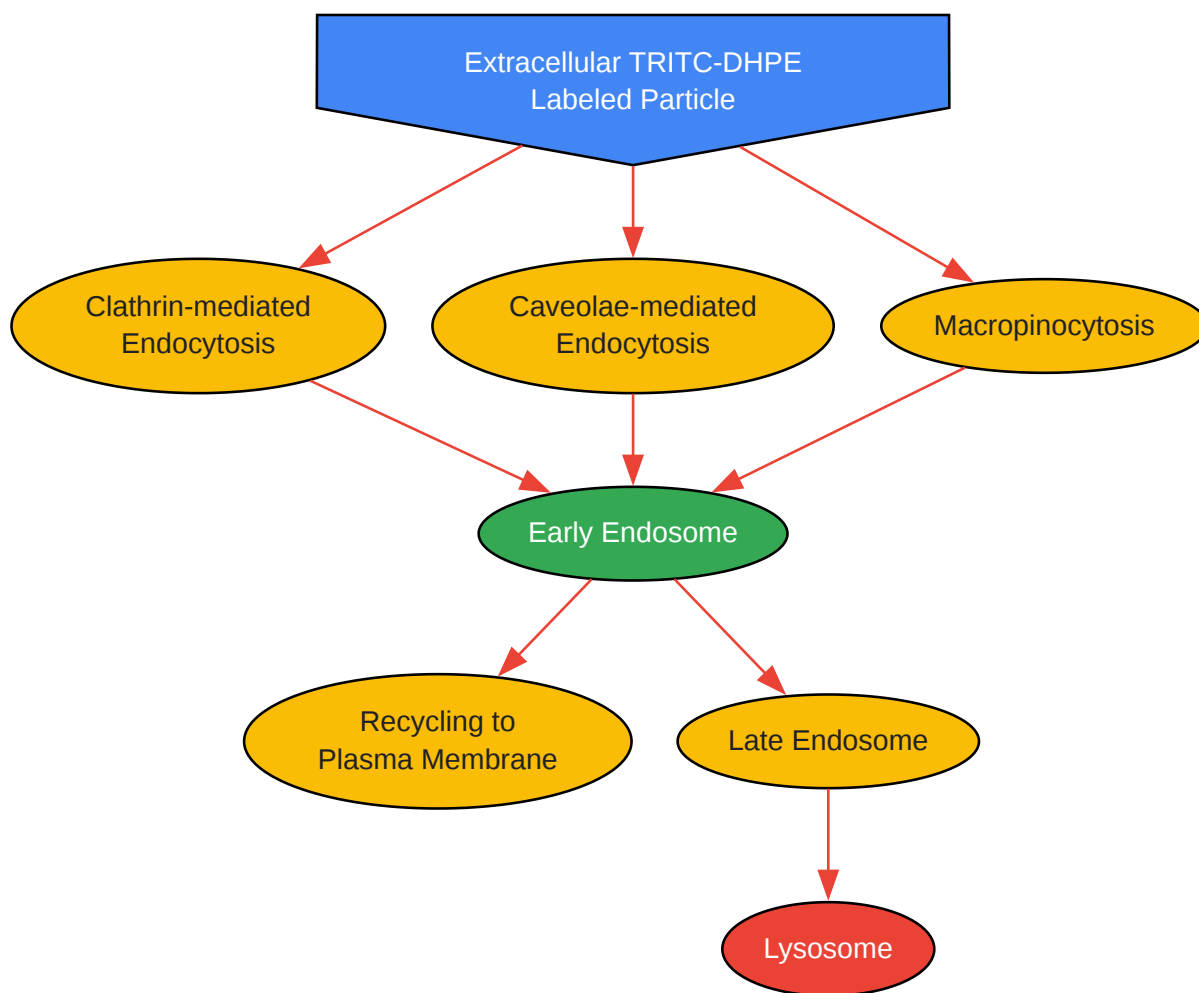 Extracellular TRITC-DHPE
Labeled Particle
Clathrin-mediated
Endocytosis
Caveolae-mediated
Endocytosis
Macropinocytosis
Early Endosome
Recycling to
Plasma Membrane
Late Endosome
Lysosome